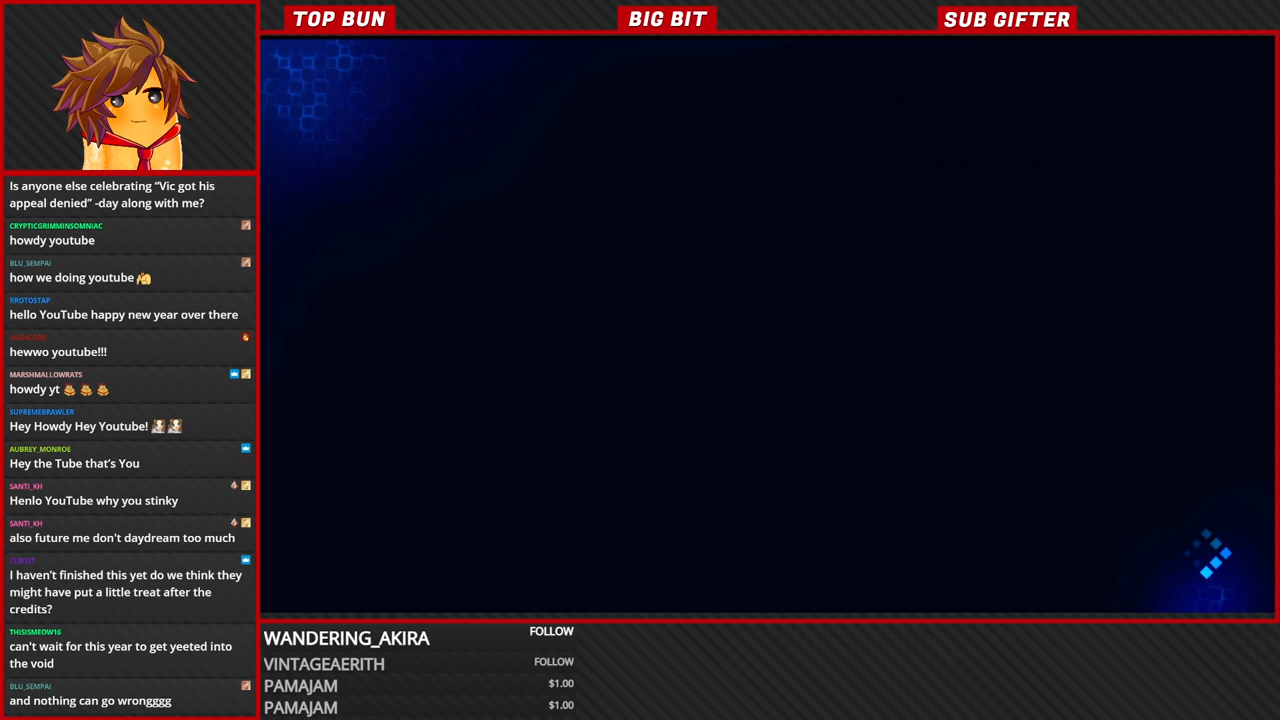 TOP BUN
BIG BIT
SUB GIFTER
Is anyone else celebrating “Vic got his
appeal denied” -day along with me?
CRYPTICGRIMMINSOMNIAC
howdy youtube
BLU_SEMPAI
how we doing youtube
RROTOSTAP
hello YouTube happy new year over there
hewwo youtube!!!
MARSHMALLOWRATS
howdy yt
SUPREMEBRAWLER
Hey Howdy Hey Youtube!
AUBREY_MONROE
Hey the Tube that’s You
SANTI_KH
Henlo YouTube why you stinky
SANTI_KH
also future me don't daydream too much
I haven’t finished this yet do we think they
might have put a little treat after the
credits?
THISISMEOW16
can't wait for this year to get yeeted into
the void
BLU_SEMPAI
and nothing can go wrongggg
WANDERING_AKIRA FOLLOW
VINTAGEAERITH FOLLOW
PAMAJAM $1.00
PAMAJAM $1.00